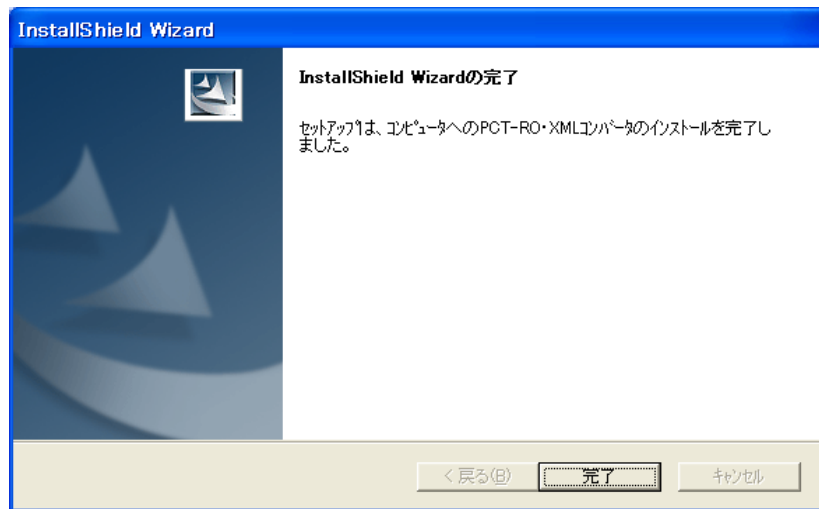 InstallShield Wizard
InstallShield Wizardの完了
セットアップは、コンピュータへのPCT-RO・XMLコンバータのインストールを完了し
ました。
< 戻る(B)
完了
キャンセル